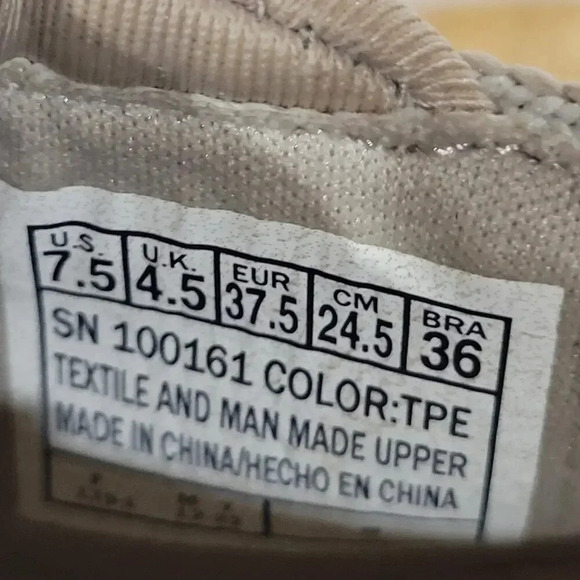 U.S. U.K. EUR CM BRA
7.5 4.5 37.5 24.5 36
SN 100161 COLOR:TPE
TEXTILE AND MAN MADE UPPER
MADE IN CHINA/HECHO EN CHINA